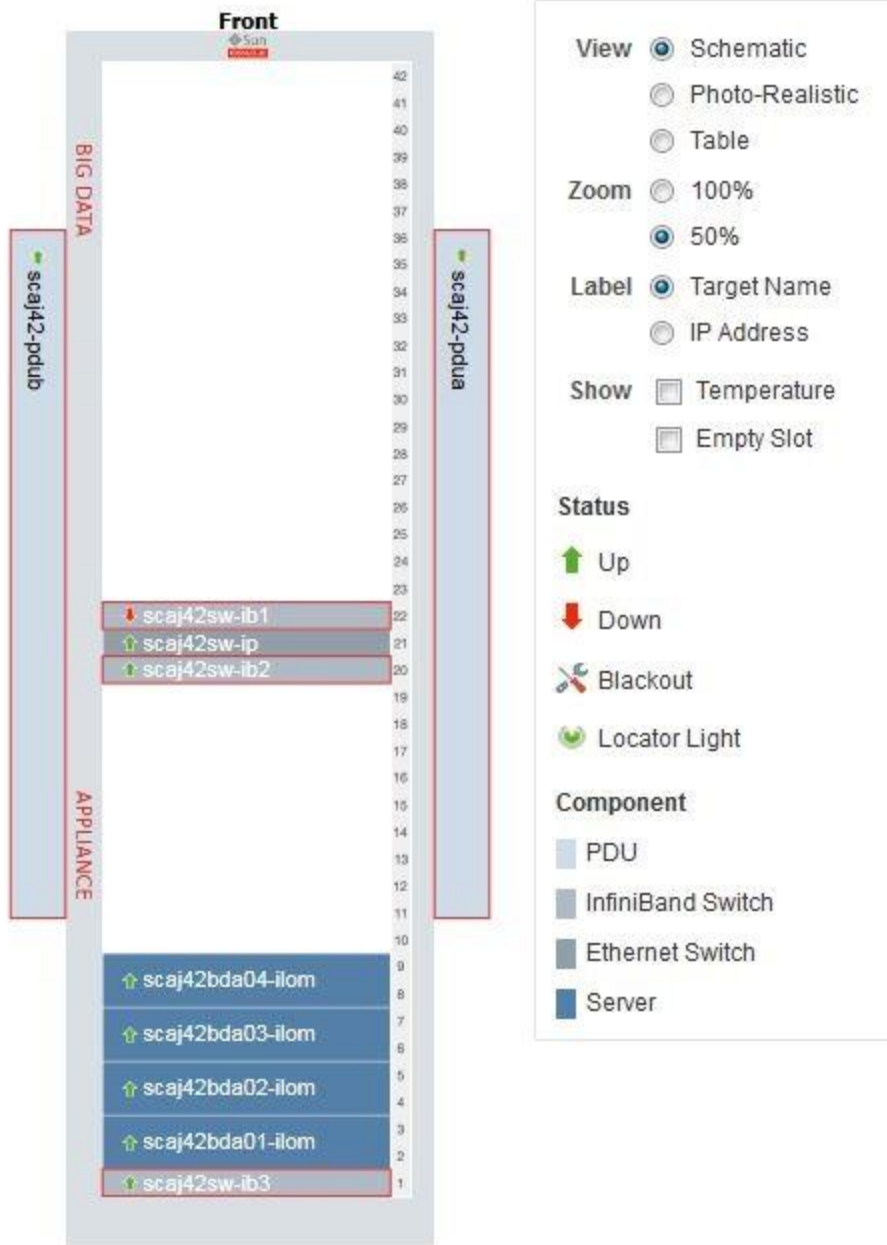 Front
Sun
ORACLE
BIG DATA
APPLIANCE
scaj42-pdub
scaj42-pdua
42
41
40
39
38
37
36
35
34
33
32
31
30
29
28
27
26
25
24
23
scaj42sw-ib1 22
scaj42sw-ip 21
scaj42sw-ib2 20
19
18
17
16
15
14
13
12
11
10
9
scaj42bda04-ilom
8
7
scaj42bda03-ilom
6
5
scaj42bda02-ilom
4
3
scaj42bda01-ilom
2
scaj42sw-ib3 1
View Schematic
Photo-Realistic
Table
Zoom 100%
50%
Label Target Name
IP Address
Show Temperature
Empty Slot
Status
Up
Down
Blackout
Locator Light
Component
PDU
InfiniBand Switch
Ethernet Switch
Server